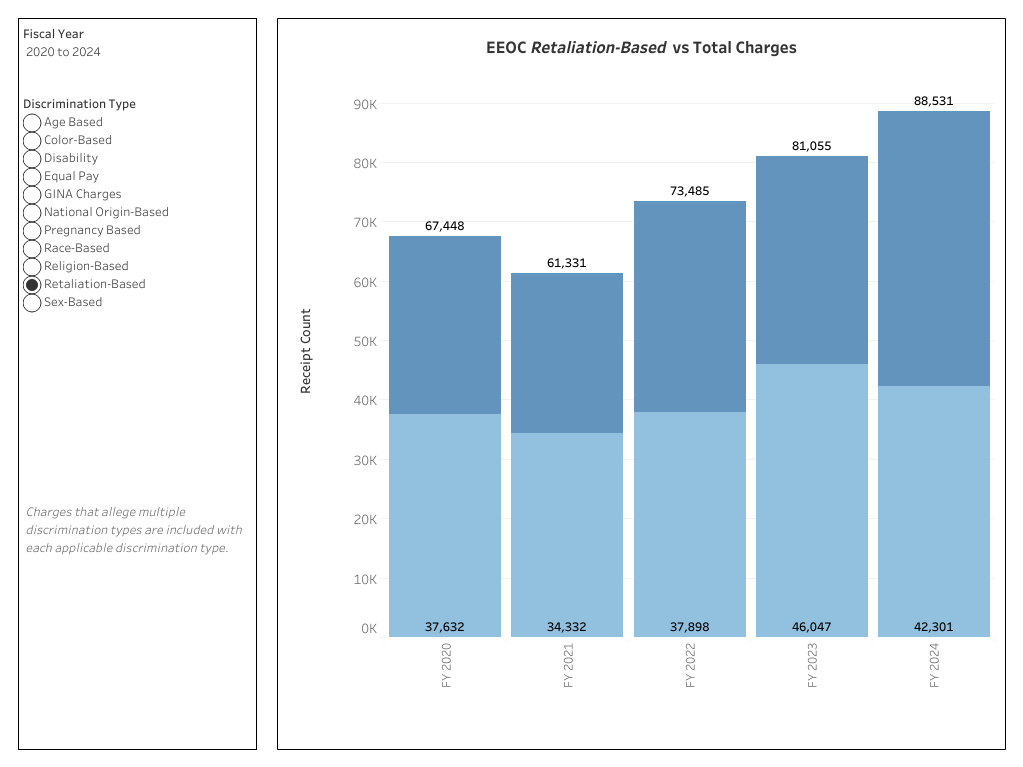 Fiscal Year
2020 to 2024
Discrimination Type
Age Based
Color-Based
Disability
Equal Pay
GINA Charges
National Origin-Based
Pregnancy Based
Race-Based
Religion-Based
Retaliation-Based
Sex-Based
Charges that allege multiple
discrimination types are included with
each applicable discrimination type.
EEOC Retaliation-Based vs Total Charges
Receipt Count
90K
80K
70K
60K
50K
40K
30K
20K
10K
0K
67,448
61,331
73,485
81,055
88,531
37,632
34,332
37,898
46,047
42,301
FY 2020
FY 2021
FY 2022
FY 2023
FY 2024